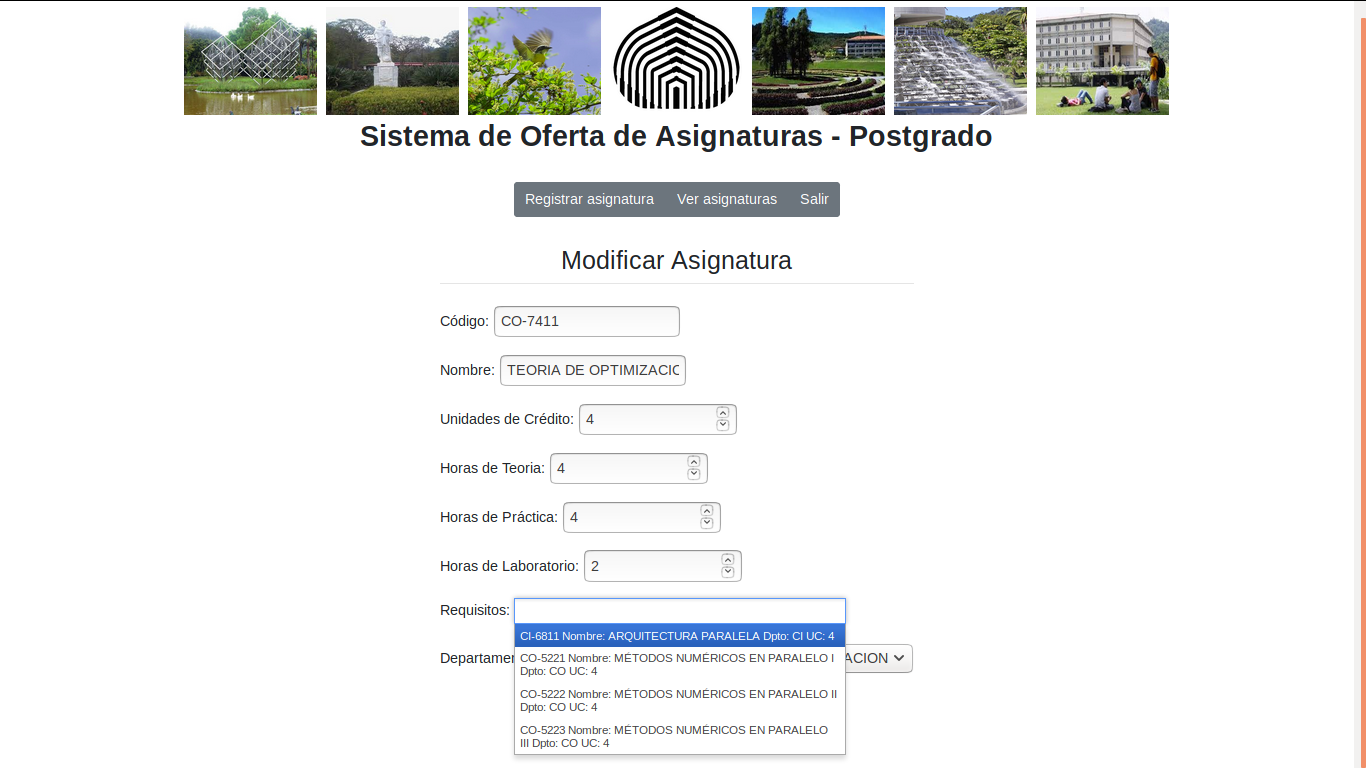 Sistema de Oferta de Asignaturas - Postgrado
Registrar asignatura Ver asignaturas Salir
Modificar Asignatura
Código: CO-7411
Nombre: TEORIA DE OPTIMIZACIC
Unidades de Crédito: 4
Horas de Teoria: 4
Horas de Práctica: 4
Horas de Laboratorio: 2
Requisitos:
CI-6811 Nombre: ARQUITECTURA PARALELA Dpto: CI UC: 4
CO-5221 Nombre: MÉTODOS NUMÉRICOS EN PARALELO I
Dpto: CO UC: 4
CO-5222 Nombre: MÉTODOS NUMÉRICOS EN PARALELO II
Dpto: CO UC: 4
CO-5223 Nombre: MÉTODOS NUMÉRICOS EN PARALELO
III Dpto: CO UC: 4
Departamen ACION